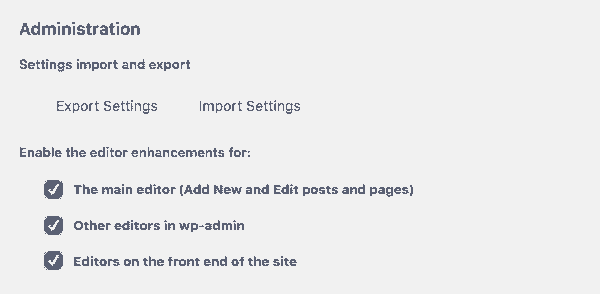 Administration
Settings import and export
Export Settings Import Settings
Enable the editor enhancements for:
The main editor (Add New and Edit posts and pages)
Other editors in wp-admin
Editors on the front end of the site